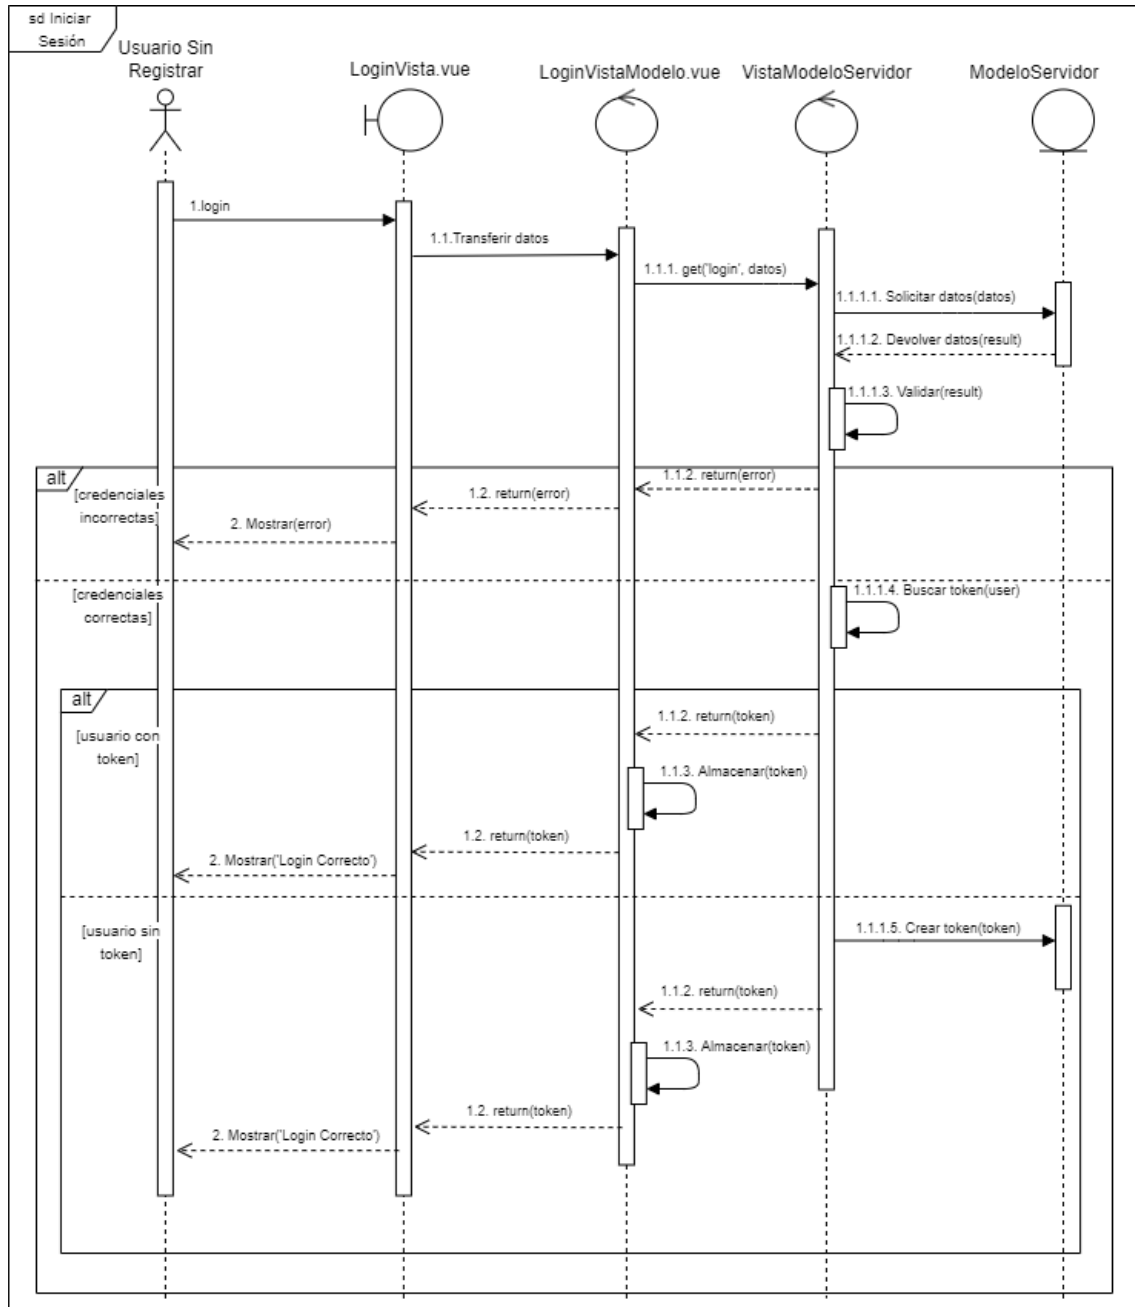 sd Iniciar
Sesión
Usuario Sin
Registrar
LoginVista.vue
LoginVistaModelo.vue
VistaModeloServidor
ModeloServidor
1.login
1.1.Transferir datos
1.1.1. get('login', datos)
1.1.1.1. Solicitar datos(datos)
1.1.1.2. Devolver datos(result)
1.1.1.3. Validar(result)
alt
[credenciales
incorrectas]
1.1.2. return(error)
1.2. return(error)
2. Mostrar(error)
[credenciales
correctas]
1.1.1.4. Buscar token(user)
alt
[usuario con
token]
1.1.2. return(token)
1.1.3. Almacenar(token)
1.2. return(token)
2. Mostrar('Login Correcto')
[usuario sin
token]
1.1.1.5. Crear token(token)
1.1.2. return(token)
1.1.3. Almacenar(token)
1.2. return(token)
2. Mostrar('Login Correcto')